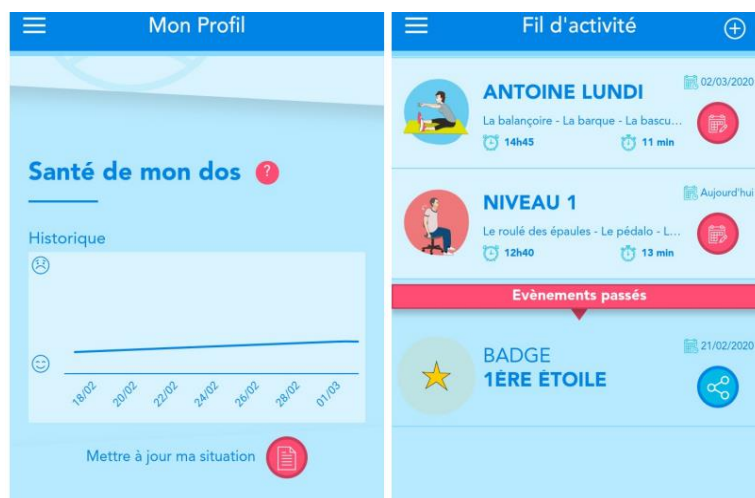 Mon Profil
Santé de mon dos ?
Historique
18/02 20/02 22/02 24/02 26/02 28/02 01/03
Mettre à jour ma situation
Fil d'activité
02/03/2020
ANTOINE LUNDI
La balançoire - La barque - La bascu...
14h45 11 min
Aujourd'hui
NIVEAU 1
Le roulé des épaules - Le pédalo - L...
12h40 13 min
Evènements passés
21/02/2020
BADGE
1ÈRE ÉTOILE